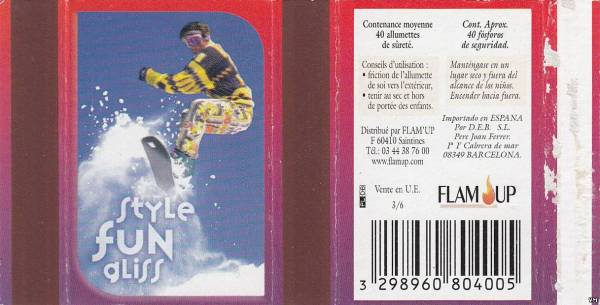 Style
fun
gliss
Contenance moyenne
40 allumettes
de sûreté.
Conseils d'utilisation :
• friction de l'allumette
de soi vers l'extérieur,
• tenir au sec et hors
de portée des enfants.
Distribué par FLAM'UP
F 60410 Saintines
Tél.: 03 44 38 76 00
www.flamup.com
Vente en U.E.
3/6
Cont. Aprox.
40 fósforos
de seguridad.
Manténgase en un
lugar seco y fuera del
alcance de los niños.
Encender hacia fuera.
Importado en ESPANA
Por D.E.B. S.L.
Pere Joan Ferrer.
1ª Y Cabrera de mar
08349 BARCELONA.
FLAM UP
3 298960 804005